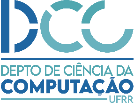 DCC
DEPTO DE CIÊNCIA DA
COMPUTAÇÃO
UFRR